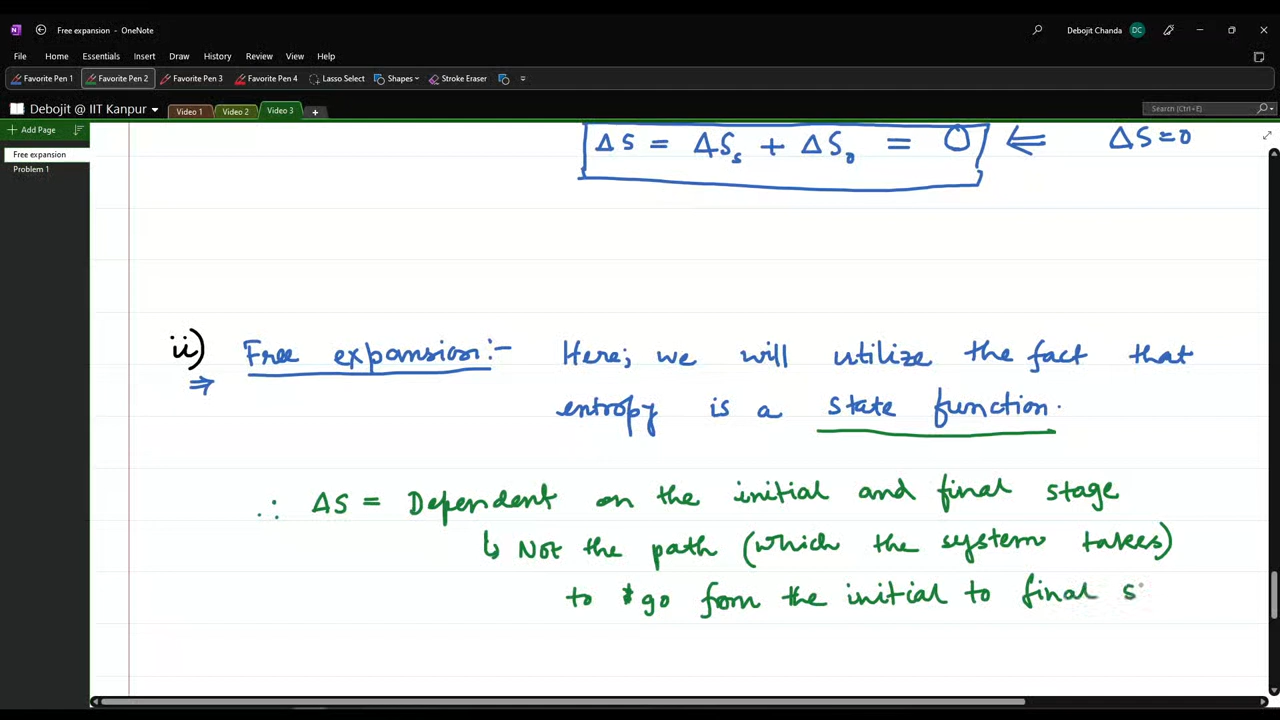 Free expansion - OneNote
Debojit Chanda DC
File Home Essentials Insert Draw History Review View Help
Favorite Pen 1 Favorite Pen 2 Favorite Pen 3 Favorite Pen 4 Lasso Select Shapes Stroke Eraser
Debojit @ IIT Kanpur Video 1 Video 2 Video 3 + Search (Ctrl+E)
+ Add Page
Free expansion
Problem 1
ΔS = ΔSs + ΔS0 = 0 ⇐ ΔS=0
ii) Free expansion:- Here; we will utilize the fact that
⇒ entropy is a state function.
∴ ΔS = Dependent on the initial and final stage
↳ Not the path (which the system takes)
to go from the initial to final s